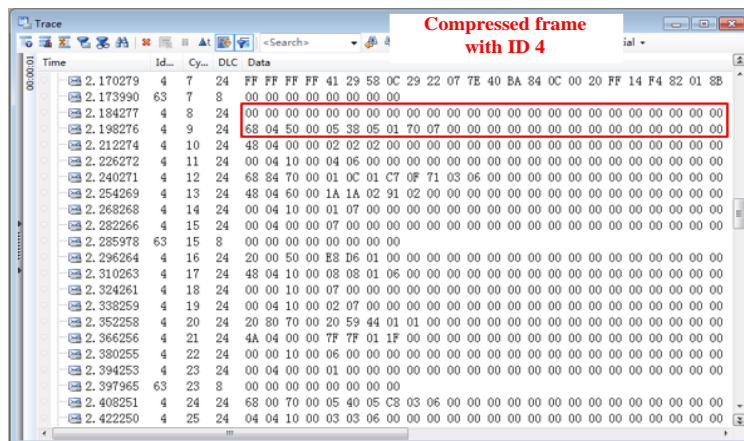 Trace
Compressed frame
with ID 4
Δt <Search> ial
Time Id... Cy... DLC Data
00:00:01
2.170279 4 7 24 FF FF FF FF 41 29 58 0C 29 22 07 7E 40 BA 84 0C 00 20 FF 14 F4 82 01 8B
2.173990 63 7 8 00 00 00 00 00 00 00 00
2.184277 4 8 24 00 00 00 00 00 00 00 00 00 00 00 00 00 00 00 00 00 00 00 00 00 00 00 00
2.198276 4 9 24 68 04 50 00 05 38 05 01 70 07 00 00 00 00 00 00 00 00 00 00 00 00 00 00
2.212274 4 10 24 48 04 00 00 02 02 02 00 00 00 00 00 00 00 00 00 00 00 00 00 00 00 00 00
2.226272 4 11 24 00 04 10 00 04 06 00 00 00 00 00 00 00 00 00 00 00 00 00 00 00 00 00 00
2.240271 4 12 24 68 84 70 00 01 0C 01 C7 0F 71 03 06 00 00 00 00 00 00 00 00 00 00 00 00
2.254269 4 13 24 48 04 60 00 1A 1A 02 91 02 00 00 00 00 00 00 00 00 00 00 00 00 00 00 00
2.268268 4 14 24 00 04 10 00 01 07 00 00 00 00 00 00 00 00 00 00 00 00 00 00 00 00 00 00
2.282266 4 15 24 00 04 00 00 07 00 00 00 00 00 00 00 00 00 00 00 00 00 00 00 00 00 00 00
2.285978 63 15 8 00 00 00 00 00 00 00 00
2.296264 4 16 24 20 00 50 00 E8 D6 01 00 00 00 00 00 00 00 00 00 00 00 00 00 00 00 00 00
2.310263 4 17 24 48 04 10 00 08 08 01 06 00 00 00 00 00 00 00 00 00 00 00 00 00 00 00 00
2.324261 4 18 24 00 00 10 00 07 00 00 00 00 00 00 00 00 00 00 00 00 00 00 00 00 00 00 00
2.338259 4 19 24 00 04 10 00 02 07 00 00 00 00 00 00 00 00 00 00 00 00 00 00 00 00 00 00
2.352258 4 20 24 20 80 70 00 20 59 44 01 01 00 00 00 00 00 00 00 00 00 00 00 00 00 00 00
2.366256 4 21 24 4A 04 00 00 7F 7F 01 1F 00 00 00 00 00 00 00 00 00 00 00 00 00 00 00 00
2.380255 4 22 24 00 00 10 00 06 00 00 00 00 00 00 00 00 00 00 00 00 00 00 00 00 00 00 00
2.394253 4 23 24 00 04 00 00 01 00 00 00 00 00 00 00 00 00 00 00 00 00 00 00 00 00 00 00
2.397965 63 23 8 00 00 00 00 00 00 00 00
2.408251 4 24 24 68 00 70 00 05 40 05 C8 03 06 00 00 00 00 00 00 00 00 00 00 00 00 00 00
2.422250 4 25 24 04 04 10 00 03 03 06 00 00 00 00 00 00 00 00 00 00 00 00 00 00 00 00 00